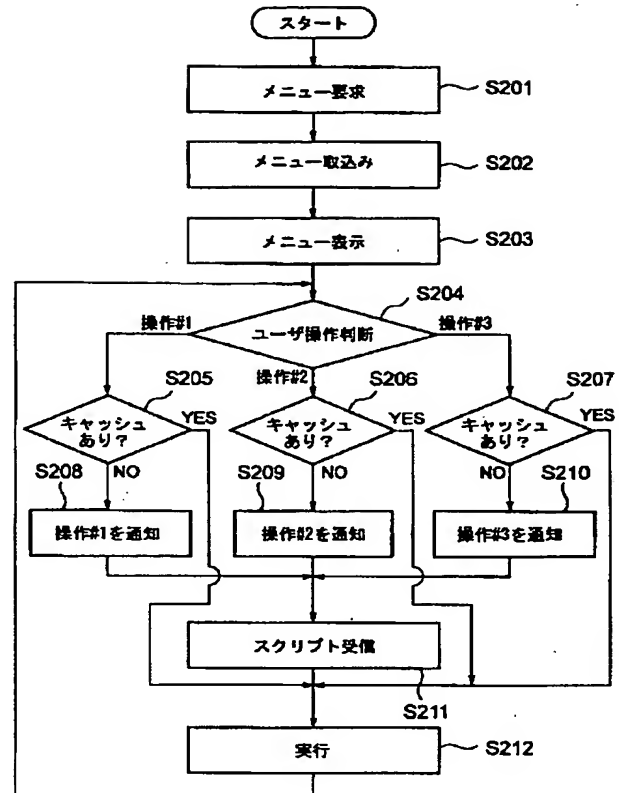 スタート
メニュー要求
S201
メニュー取込み
S202
メニュー表示
S203
S204
操作#1
ユーザ操作判断
操作#3
操作#2
S205
S206
S207
キャッシュ
あり?
YES
キャッシュ
あり?
YES
キャッシュ
あり?
YES
S208
NO
S209
NO
NO
S210
操作#1を通知
操作#2を通知
操作#3を通知
スクリプト受信
S211
実行
S212